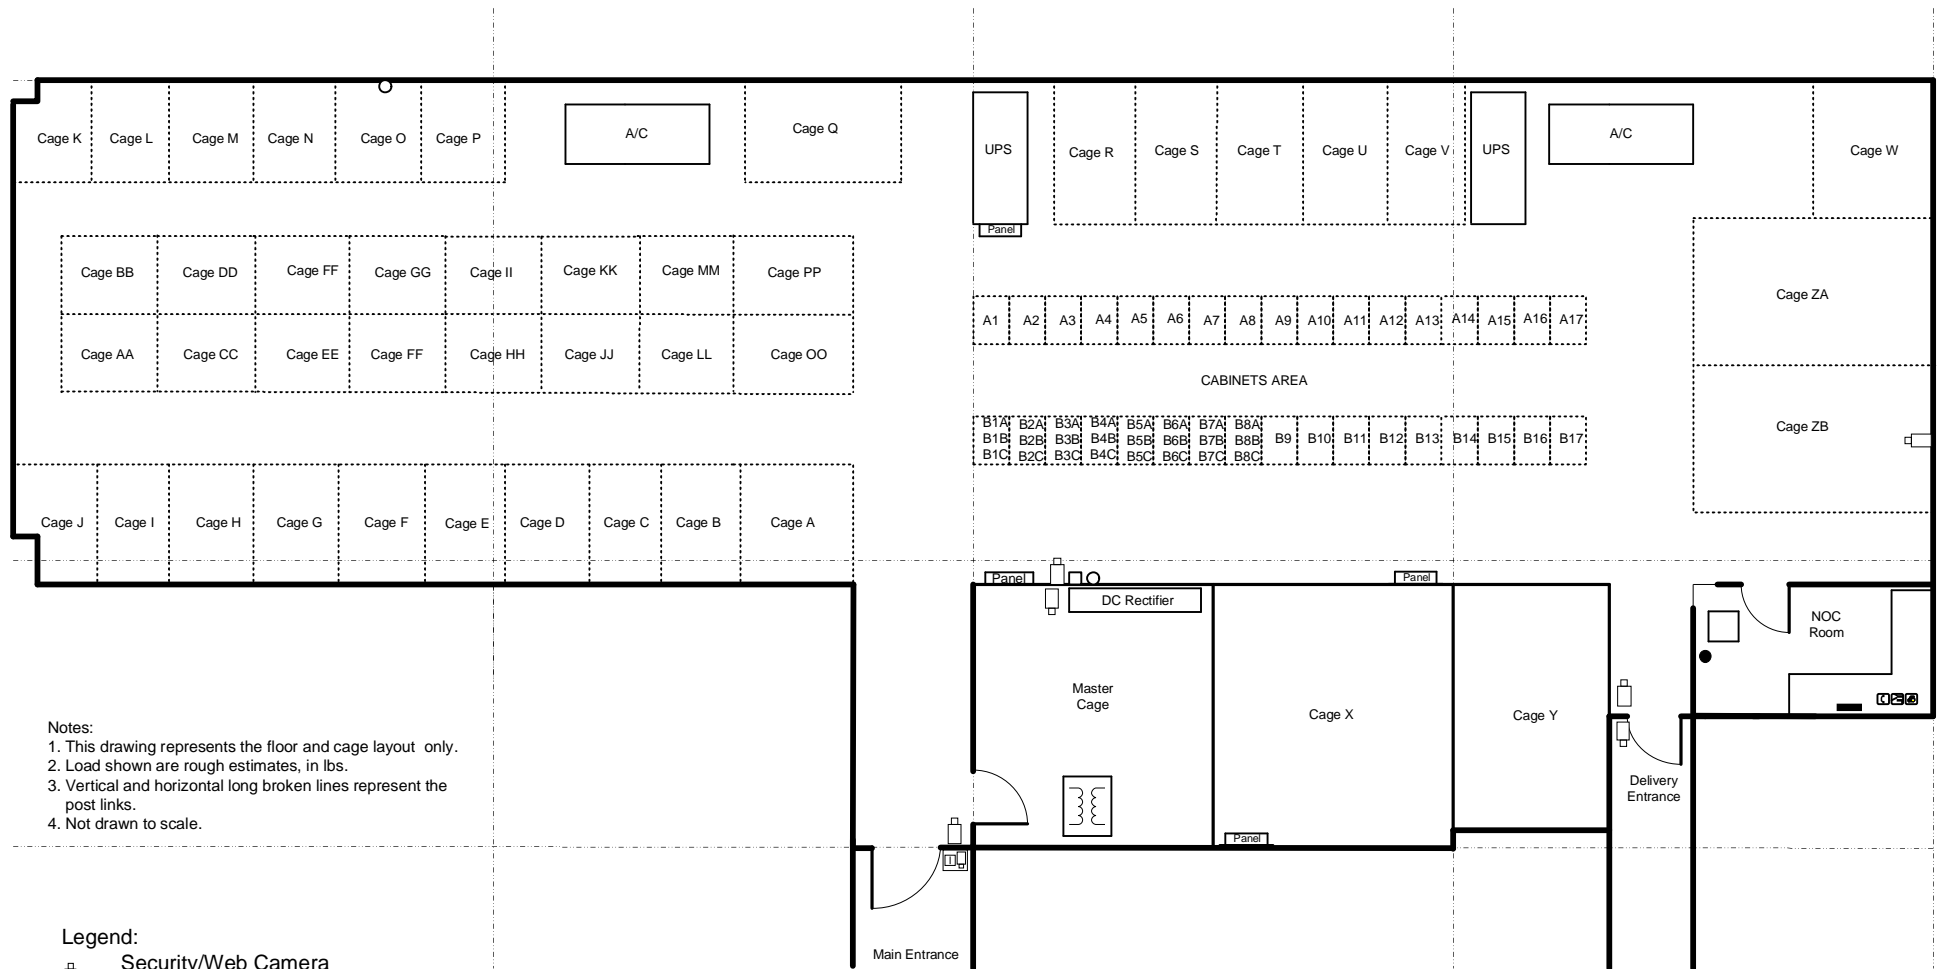 Cage K Cage L Cage M Cage N Cage O Cage P A/C Cage Q UPS Cage R Cage S Cage T Cage U Cage V UPS A/C Cage W
Panel
Cage BB Cage DD Cage FF Cage GG Cage II Cage KK Cage MM Cage PP
Cage ZA
A1 A2 A3 A4 A5 A6 A7 A8 A9 A10 A11 A12 A13 A14 A15 A16 A17
Cage AA Cage CC Cage EE Cage FF Cage HH Cage JJ Cage LL Cage OO
CABINETS AREA
B1A B2A B3A B4A B5A B6A B7A B8A
B1B B2B B3B B4B B5B B6B B7B B8B B9 B10 B11 B12 B13 B14 B15 B16 B17
B1C B2C B3C B4C B5C B6C B7C B8C
Cage ZB
Cage J Cage I Cage H Cage G Cage F Cage E Cage D Cage C Cage B Cage A
Panel Panel
DC Rectifier
NOC
Room
Master
Cage
Cage X Cage Y
Notes:
1. This drawing represents the floor and cage layout only.
2. Load shown are rough estimates, in lbs.
3. Vertical and horizontal long broken lines represent the
post links.
4. Not drawn to scale.
Delivery
Entrance
Panel
Main Entrance
Legend:
Security/Web Camera